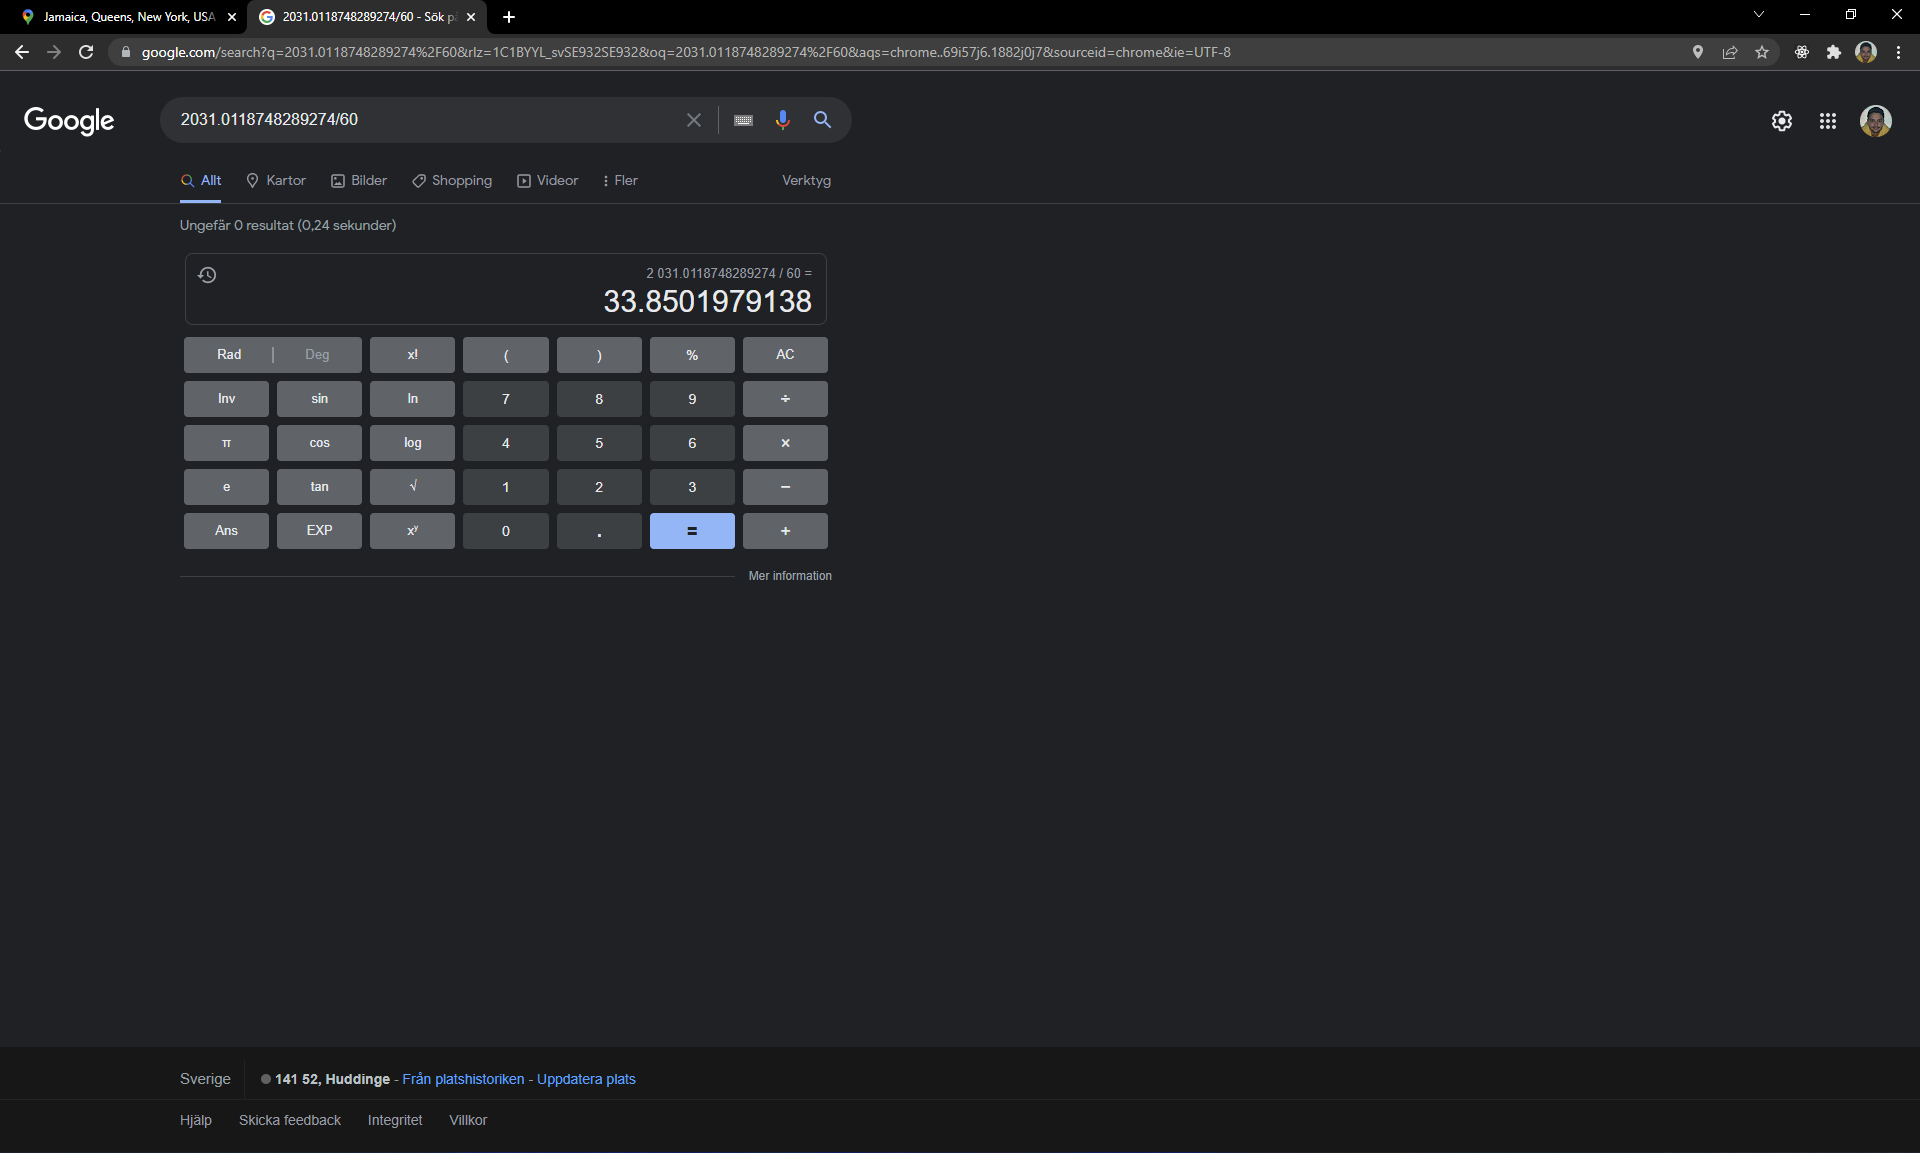 Jamaica, Queens, New York, USA
2031.0118748289274/60 - Sök på
google.com/search?q=2031.0118748289274%2F60&rlz=1C1BYYL_svSE932SE932&oq=2031.0118748289274%2F60&aqs=chrome..69i57j6.1882j0j7&sourceid=chrome&ie=UTF-8
Google
2031.0118748289274/60
Allt Kartor Bilder Shopping Videor Fler Verktyg
Ungefär 0 resultat (0,24 sekunder)
2 031.0118748289274 / 60 =
33.8501979138
Rad | Deg x! ( ) % AC
Inv sin ln 7 8 9 ÷
π cos log 4 5 6 ×
e tan √ 1 2 3 −
Ans EXP xʸ 0 . = +
Mer information
Sverige 141 52, Huddinge - Från platshistoriken - Uppdatera plats
Hjälp Skicka feedback Integritet Villkor